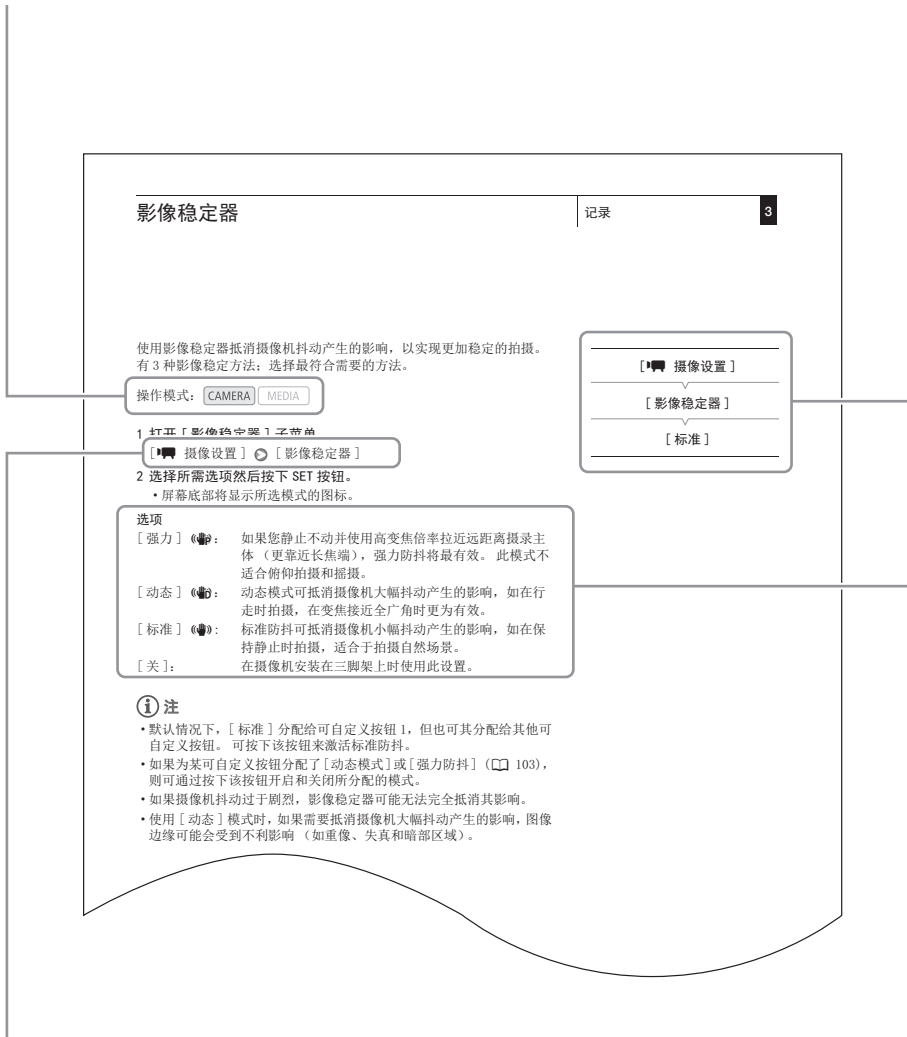 影像稳定器
记录
3
使用影像稳定器抵消摄像机抖动产生的影响，以实现更加稳定的拍摄。
有 3 种影像稳定方法；选择最符合需要的方法。
操作模式： CAMERA MEDIA
1 打开 [ 影像稳定器 ] 子菜单
[ 摄像设置 ] [ 影像稳定器 ]
2 选择所需选项然后按下 SET 按钮。
• 屏幕底部将显示所选模式的图标。
[ 摄像设置 ]
[ 影像稳定器 ]
[ 标准 ]
选项
[ 强力 ] ： 如果您静止不动并使用高变焦倍率拉近远距离摄录主
体 （更靠近长焦端），强力防抖将最有效。 此模式不
适合俯仰拍摄和摇摄。
[ 动态 ] ： 动态模式可抵消摄像机大幅抖动产生的影响，如在行
走时拍摄，在变焦接近全广角时更为有效。
[ 标准 ] ： 标准防抖可抵消摄像机小幅抖动产生的影响，如在保
持静止时拍摄，适合于拍摄自然场景。
[ 关 ]： 在摄像机安装在三脚架上时使用此设置。
注
• 默认情况下，[ 标准 ] 分配给可自定义按钮 1，但也可其分配给其他可
自定义按钮。 可按下该按钮来激活标准防抖。
• 如果为某可自定义按钮分配了 [ 动态模式 ] 或 [ 强力防抖 ] （ 103），
则可通过按下该按钮开启和关闭所分配的模式。
• 如果摄像机抖动过于剧烈，影像稳定器可能无法完全抵消其影响。
• 使用 [ 动态 ] 模式时，如果需要抵消摄像机大幅抖动产生的影响，图像
边缘可能会受到不利影响 （如重像、失真和暗部区域）。